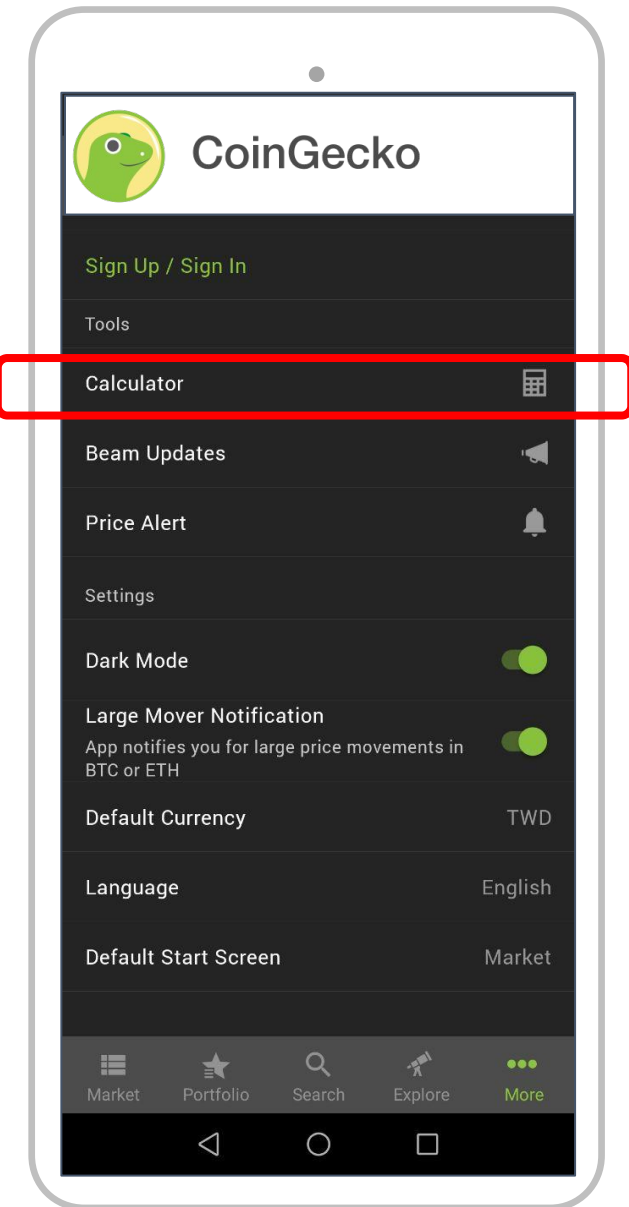 CoinGecko
Sign Up / Sign In
Tools
Calculator
Beam Updates
Price Alert
Settings
Dark Mode
Large Mover Notification
App notifies you for large price movements in
BTC or ETH
Default Currency TWD
Language English
Default Start Screen Market
Market Portfolio Search Explore More